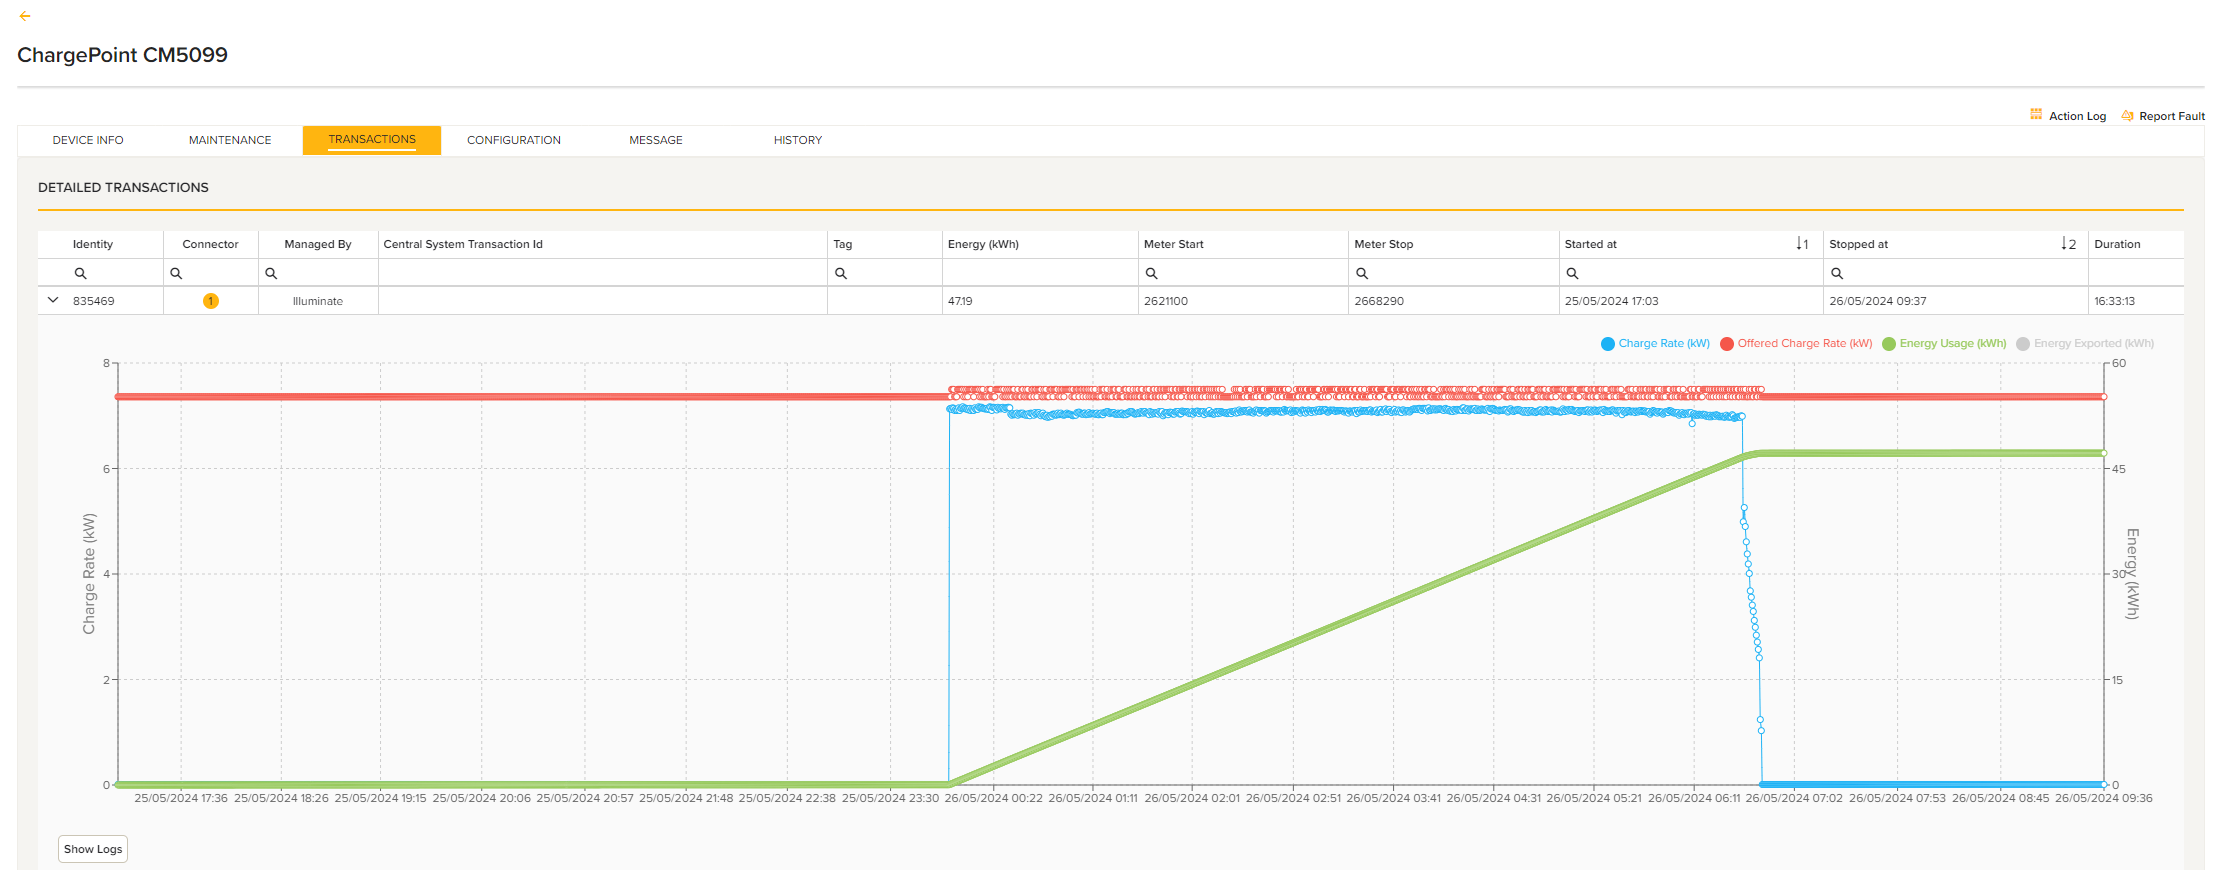 ChargePoint CM5099
Action Log Report Fault
DEVICE INFO MAINTENANCE TRANSACTIONS CONFIGURATION MESSAGE HISTORY
DETAILED TRANSACTIONS
Identity Connector Managed By Central System Transaction Id Tag Energy (kWh) Meter Start Meter Stop Started at 1 Stopped at 2 Duration
835469 1 Illuminate 47.19 2621100 2668290 25/05/2024 17:03 26/05/2024 09:37 16:33:13
Charge Rate (kW) Offered Charge Rate (kW) Energy Usage (kWh) Energy Exported (kWh)
8 60
6 45
4 30
2 15
0 0
Charge Rate (kW)
Energy (kWh)
25/05/2024 17:36 25/05/2024 18:26 25/05/2024 19:15 25/05/2024 20:06 25/05/2024 20:57 25/05/2024 21:48 25/05/2024 22:38 25/05/2024 23:30 26/05/2024 00:22 26/05/2024 01:11 26/05/2024 02:01 26/05/2024 02:51 26/05/2024 03:41 26/05/2024 04:31 26/05/2024 05:21 26/05/2024 06:11 26/05/2024 07:02 26/05/2024 07:53 26/05/2024 08:45 26/05/2024 09:36
Show Logs